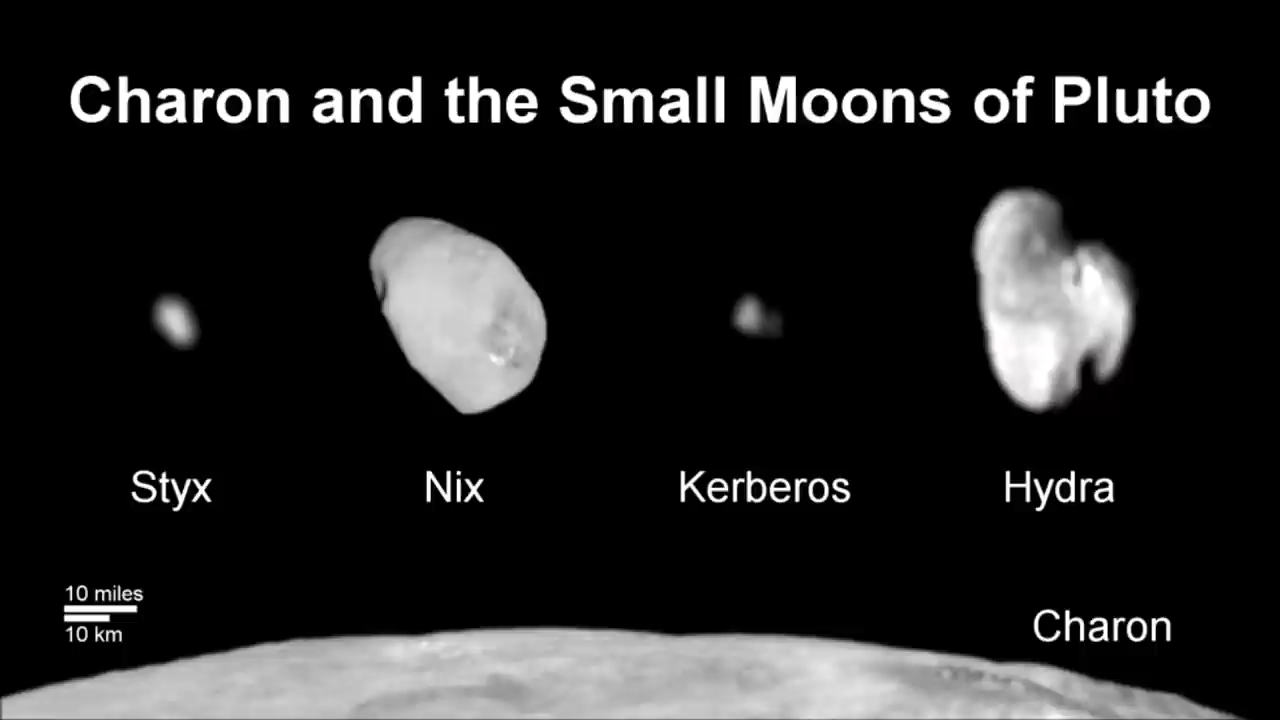 Charon and the Small Moons of Pluto
Styx
Nix
Kerberos
Hydra
10 miles
10 km
Charon